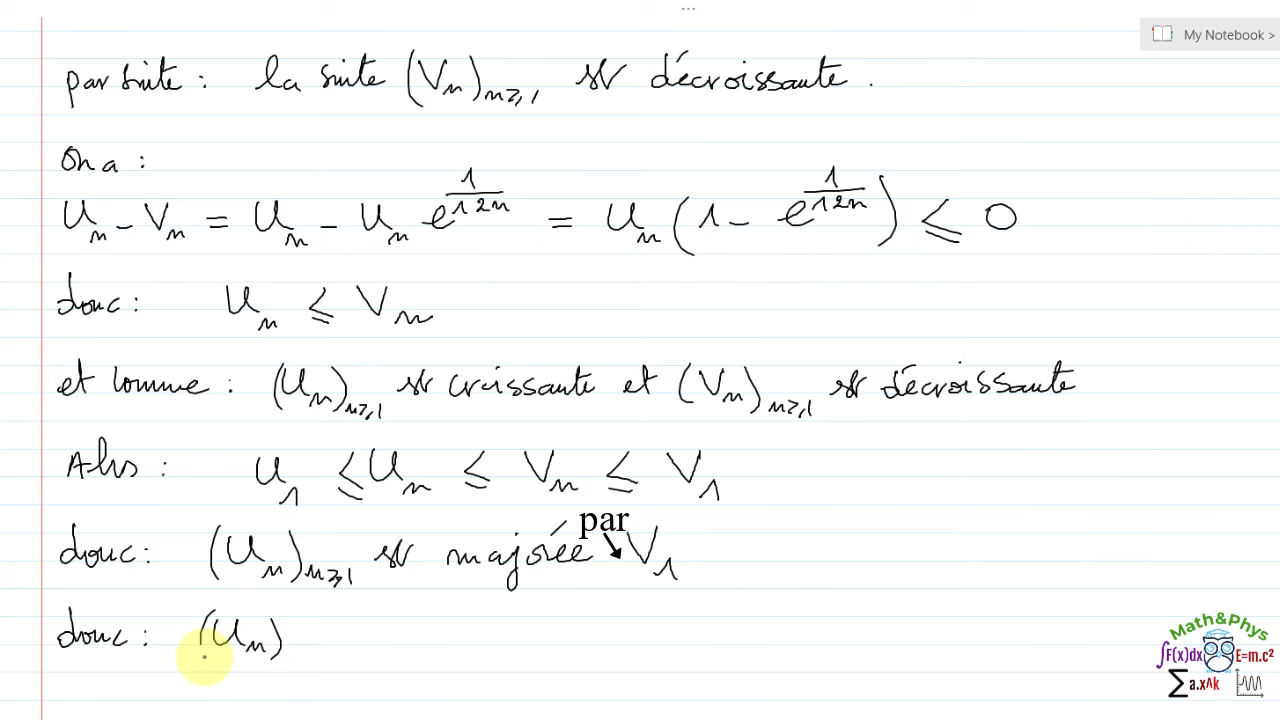 My Notebook >
par suite : la suite (Vn)n≥1 est décroissante.
On a :
Un - Vn = Un - Un e^(1/12n) = Un (1 - e^(1/12n)) ≤ 0
donc : Un ≤ Vn
et comme : (Un)n≥1 est croissante et (Vn)n≥1 est décroissante
Alors : U1 ≤ Un ≤ Vn ≤ V1
donc : (Un)n≥1 est majorée par V1
donc : (Un)
Math&Phys
∫F(x)dx E=m.c²
∑ a.x∧k